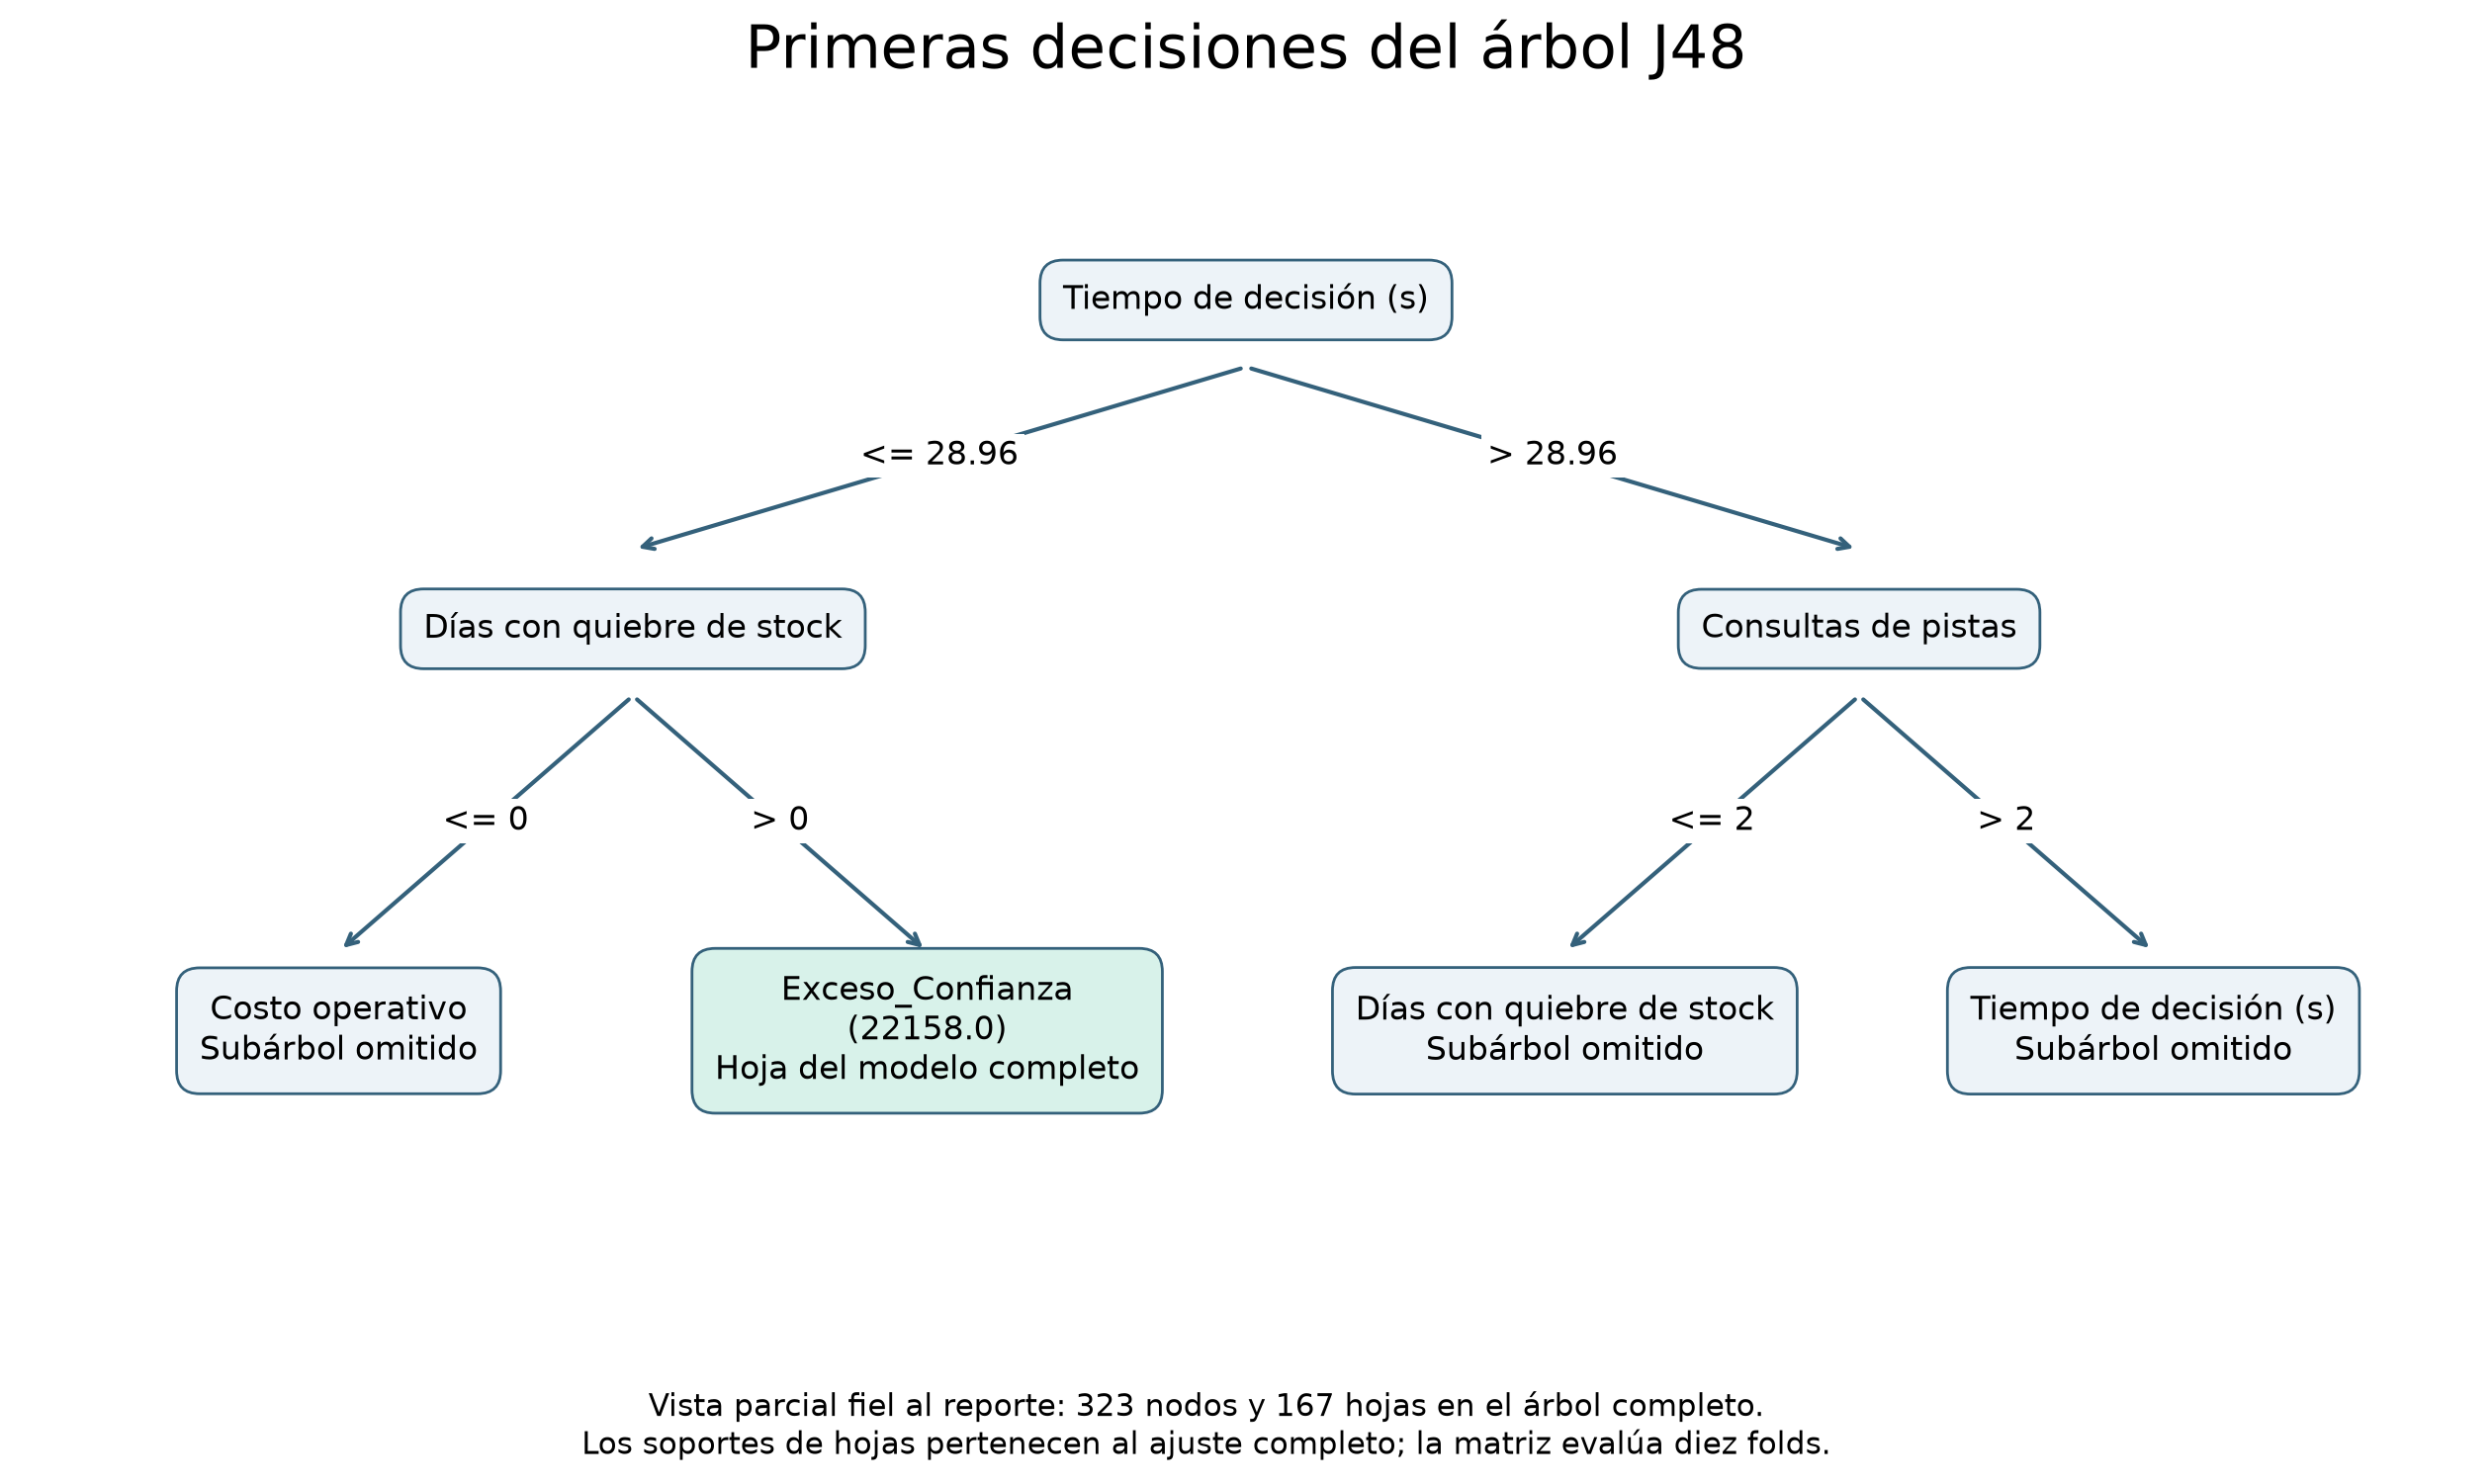 Primeras decisiones del árbol J48
Tiempo de decisión (s)
<= 28.96
> 28.96
Días con quiebre de stock
Consultas de pistas
<= 0
> 0
<= 2
> 2
Costo operativo
Subárbol omitido
Exceso_Confianza
(22158.0)
Hoja del modelo completo
Días con quiebre de stock
Subárbol omitido
Tiempo de decisión (s)
Subárbol omitido
Vista parcial fiel al reporte: 323 nodos y 167 hojas en el árbol completo.
Los soportes de hojas pertenecen al ajuste completo; la matriz evalúa diez folds.